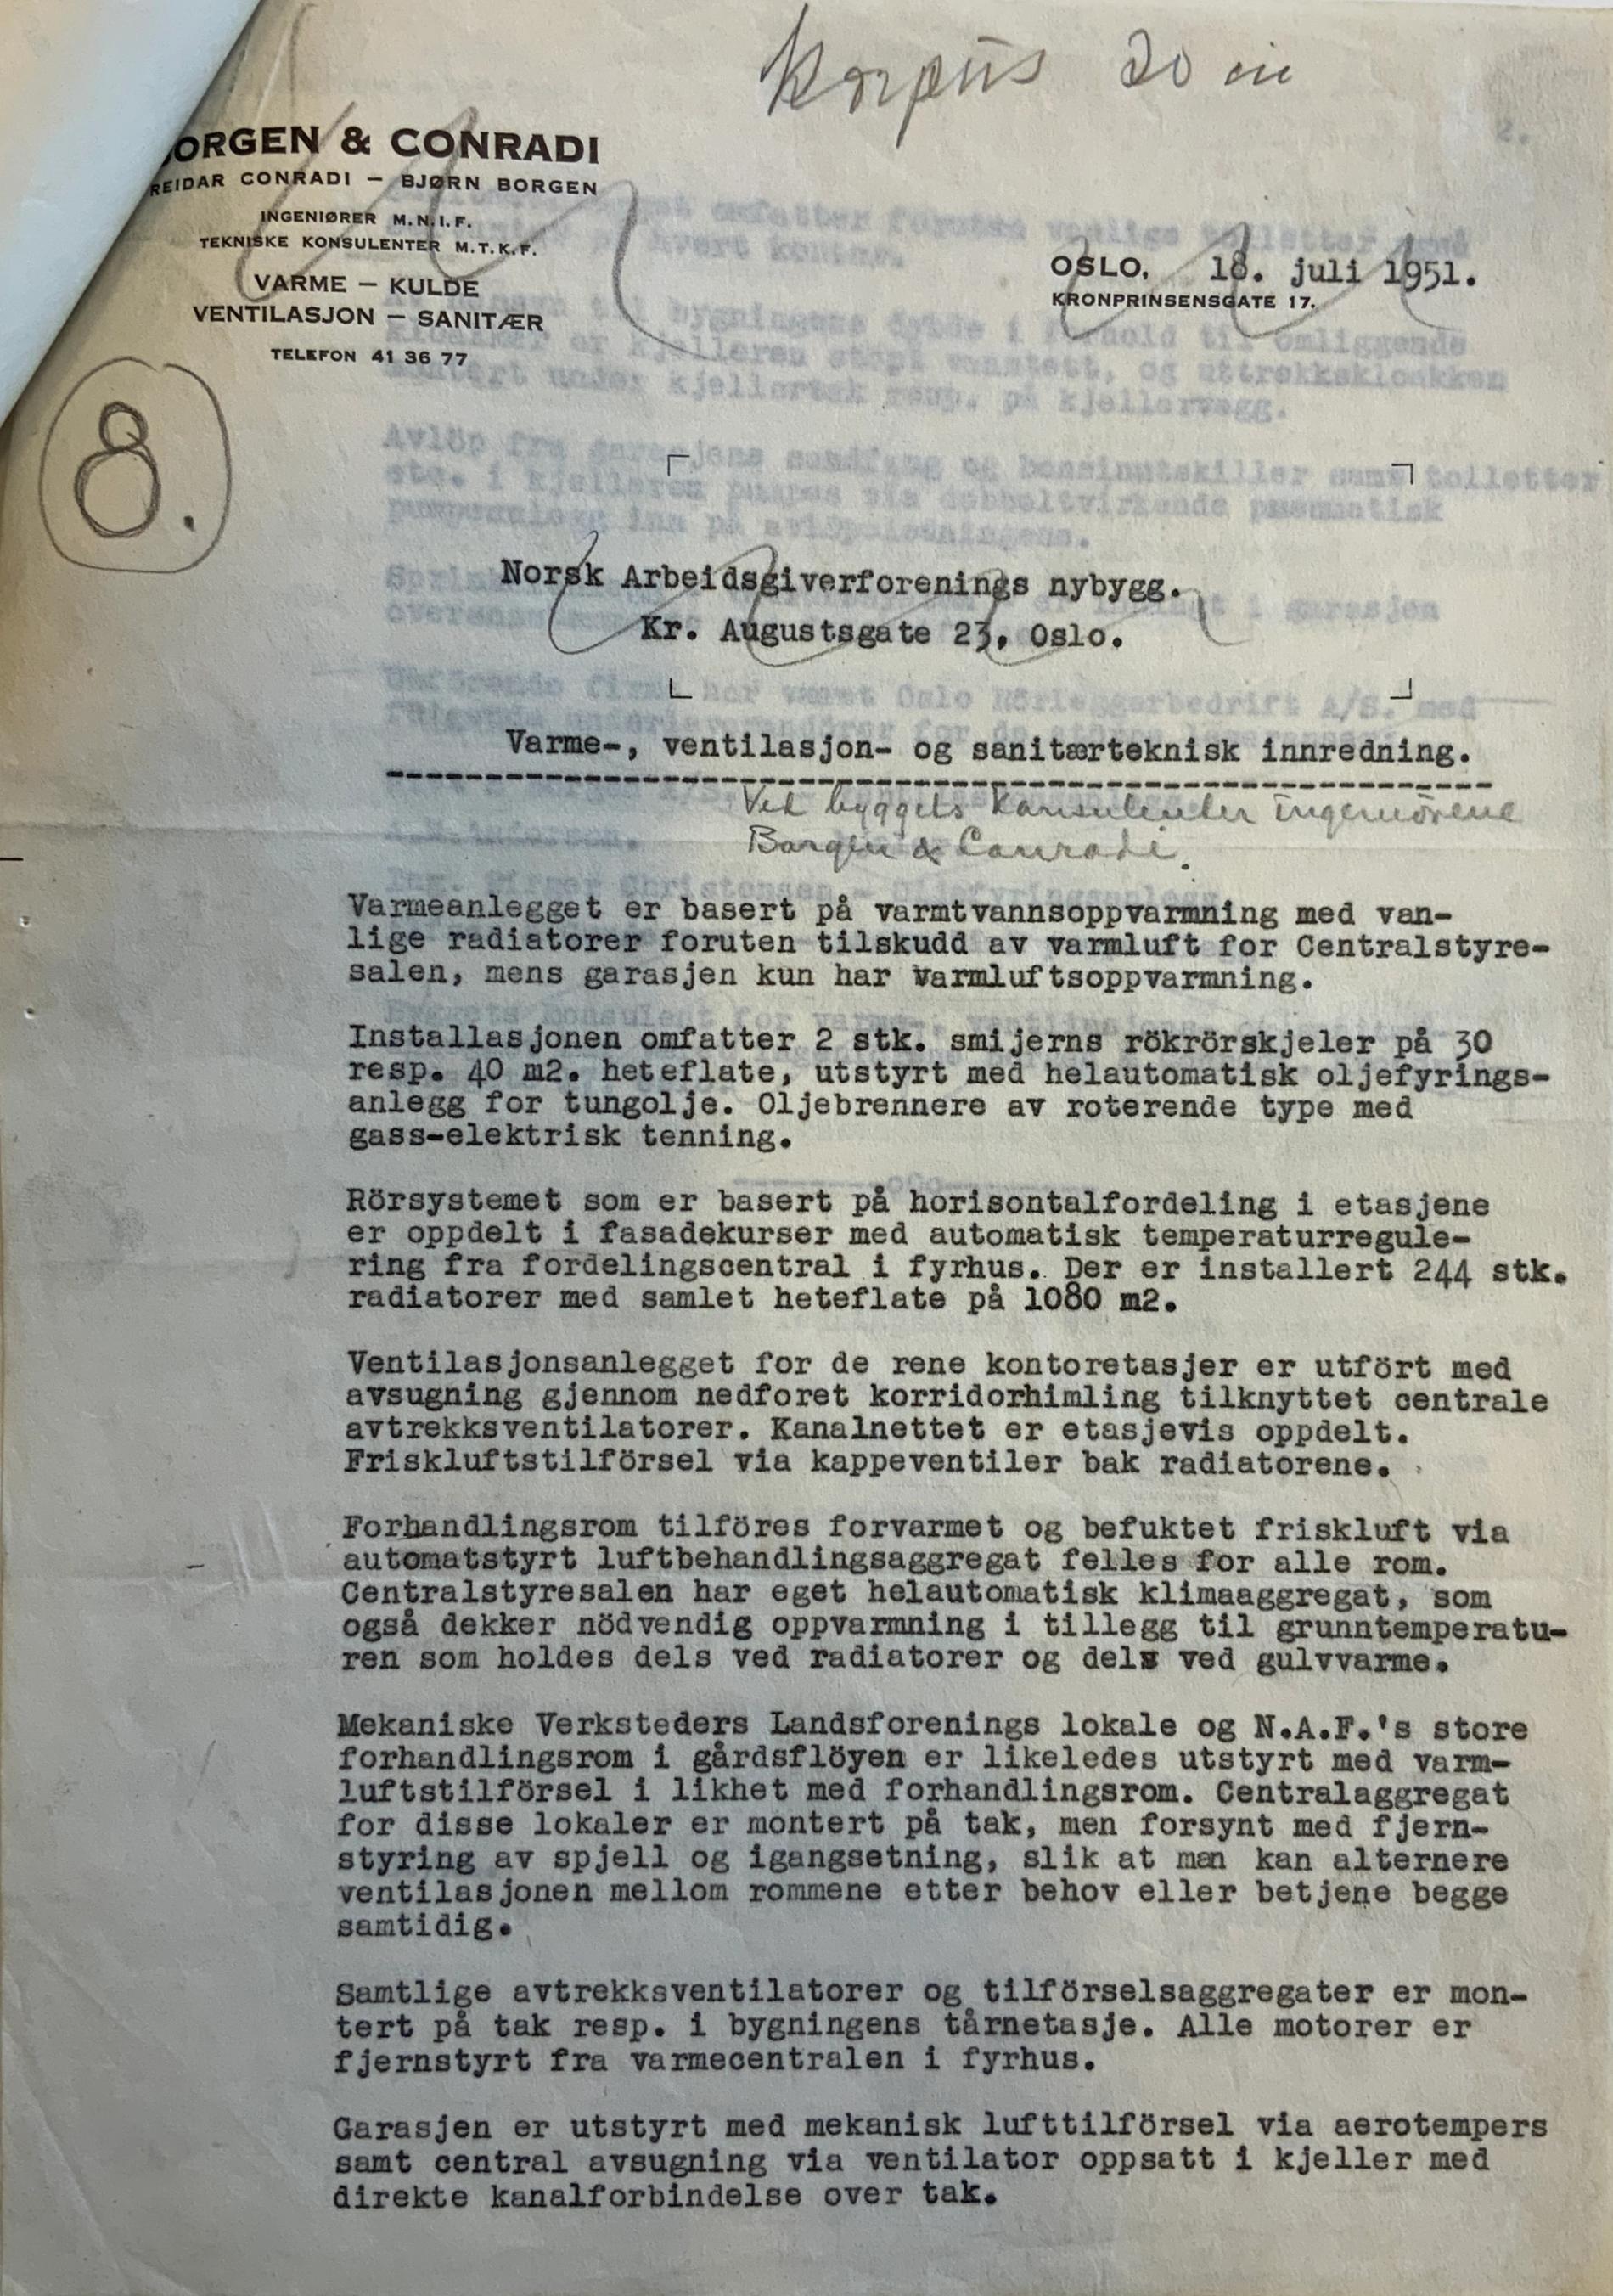 Korpus 20 cic
ORGEN & CONRADI
REIDAR CONRADI — BJØRN BORGEN
INGENIØRER M.N.I.F.
TEKNISKE KONSULENTER M.T.K.F.
VARME — KULDE
VENTILASJON — SANITÆR
TELEFON 41 36 77
OSLO, 18. juli 1951.
KRONPRINSENSGATE 17.
8.
Norsk Arbeidsgiverforenings nybygg.
Kr. Augustsgate 23, Oslo.
Varme-, ventilasjon- og sanitærteknisk innredning.
Ved byggets konsulenter ingeniørene
Borgen & Conradi.
Varmeanlegget er basert på varmtvannsoppvarmning med van-
lige radiatorer foruten tilskudd av varmluft for Centralstyre-
salen, mens garasjen kun har varmluftsoppvarmning.
Installasjonen omfatter 2 stk. smijerns rökrörskjeler på 30
resp. 40 m2. heteflate, utstyrt med helautomatisk oljefyrings-
anlegg for tungolje. Oljebrennere av roterende type med
gass-elektrisk tenning.
Rörsystemet som er basert på horisontalfordeling i etasjene
er oppdelt i fasadekurser med automatisk temperaturregule-
ring fra fordelingscentral i fyrhus. Der er installert 244 stk.
radiatorer med samlet heteflate på 1080 m2.
Ventilasjonsanlegget for de rene kontoretasjer er utfört med
avsugning gjennom nedforet korridorhimling tilknyttet centrale
avtrekksventilatorer. Kanalnettet er etasjevis oppdelt.
Friskluftstilförsel via kappeventiler bak radiatorene.
Forhandlingsrom tilföres forvarmet og befuktet friskluft via
automatstyrt luftbehandlingsaggregat felles for alle rom.
Centralstyresalen har eget helautomatisk klimaaggregat, som
også dekker nödvendig oppvarmning i tillegg til grunntemperatu-
ren som holdes dels ved radiatorer og dels ved gulvvarme.
Mekaniske Verksteders Landsforenings lokale og N.A.F.'s store
forhandlingsrom i gårdsflöyen er likeledes utstyrt med varm-
luftstilförsel i likhet med forhandlingsrom. Centralaggregat
for disse lokaler er montert på tak, men forsynt med fjern-
styring av spjell og igangsetning, slik at man kan alternere
ventilasjonen mellom rommene etter behov eller betjene begge
samtidig.
Samtlige avtrekksventilatorer og tilförselsaggregater er mon-
tert på tak resp. i bygningens tårnetasje. Alle motorer er
fjernstyrt fra varmecentralen i fyrhus.
Garasjen er utstyrt med mekanisk lufttilförsel via aerotempers
samt central avsugning via ventilator oppsatt i kjeller med
direkte kanalforbindelse over tak.